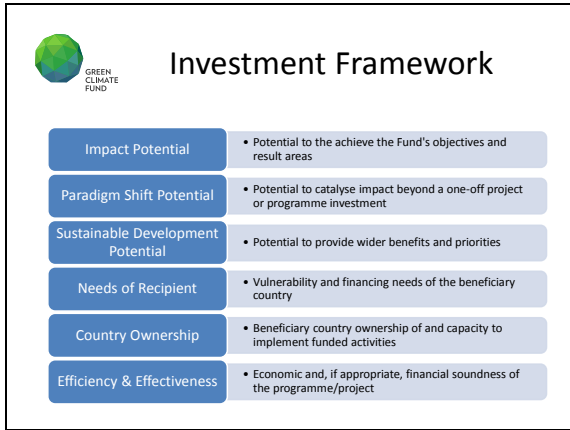 GREEN
CLIMATE
FUND
Investment Framework
Impact Potential
• Potential to the achieve the Fund's objectives and
result areas
Paradigm Shift Potential
• Potential to catalyse impact beyond a one-off project
or programme investment
Sustainable Development
Potential
• Potential to provide wider benefits and priorities
Needs of Recipient
• Vulnerability and financing needs of the beneficiary
country
Country Ownership
• Beneficiary country ownership of and capacity to
implement funded activities
Efficiency & Effectiveness
• Economic and, if appropriate, financial soundness of
the programme/project